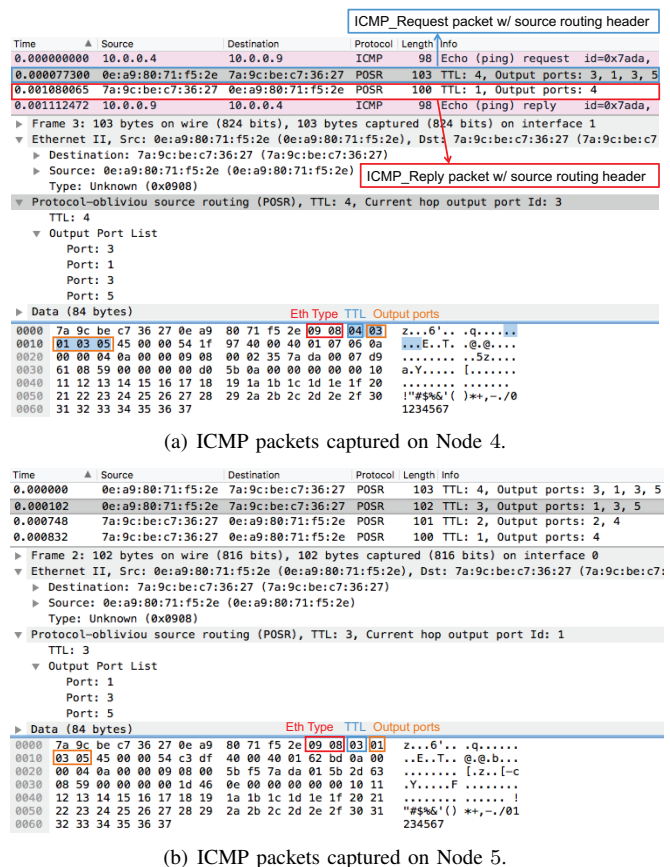 ICMP_Request packet w/ source routing header
Time ▲ Source Destination Protocol Length Info
0.000000000 10.0.0.4 10.0.0.9 ICMP 98 Echo (ping) request id=0x7ada,
0.000077300 0e:a9:80:71:f5:2e 7a:9c:be:c7:36:27 POSR 103 TTL: 4, Output ports: 3, 1, 3, 5
0.001080065 7a:9c:be:c7:36:27 0e:a9:80:71:f5:2e POSR 100 TTL: 1, Output ports: 4
0.001112472 10.0.0.9 10.0.0.4 ICMP 98 Echo (ping) reply id=0x7ada,
Frame 3: 103 bytes on wire (824 bits), 103 bytes captured (824 bits) on interface 1
Ethernet II, Src: 0e:a9:80:71:f5:2e (0e:a9:80:71:f5:2e), Dst: 7a:9c:be:c7:36:27 (7a:9c:be:c7
Destination: 7a:9c:be:c7:36:27 (7a:9c:be:c7:36:27)
Source: 0e:a9:80:71:f5:2e (0e:a9:80:71:f5:2e)
ICMP_Reply packet w/ source routing header
Type: Unknown (0x0908)
Protocol-obliviou source routing (POSR), TTL: 4, Current hop output port Id: 3
TTL: 4
Output Port List
Port: 3
Port: 1
Port: 3
Port: 5
Data (84 bytes) Eth Type TTL Output ports
0000 7a 9c be c7 36 27 0e a9 80 71 f5 2e 09 08 04 03 z...6'.. .q......
0010 01 03 05 45 00 00 54 1f 97 40 00 40 01 07 06 0a ...E..T. .@.@....
0020 00 00 04 0a 00 00 09 08 00 02 35 7a da 00 07 d9 ........ ..5z....
0030 61 08 59 00 00 00 00 d0 5b 0a 00 00 00 00 00 10 a.Y..... [.......
0040 11 12 13 14 15 16 17 18 19 1a 1b 1c 1d 1e 1f 20 ........ .......
0050 21 22 23 24 25 26 27 28 29 2a 2b 2c 2d 2e 2f 30 !"#$%&'( )*+,-./0
0060 31 32 33 34 35 36 37 1234567
(a) ICMP packets captured on Node 4.
Time ▲ Source Destination Protocol Length Info
0.000000 0e:a9:80:71:f5:2e 7a:9c:be:c7:36:27 POSR 103 TTL: 4, Output ports: 3, 1, 3, 5
0.000102 0e:a9:80:71:f5:2e 7a:9c:be:c7:36:27 POSR 102 TTL: 3, Output ports: 1, 3, 5
0.000748 7a:9c:be:c7:36:27 0e:a9:80:71:f5:2e POSR 101 TTL: 2, Output ports: 2, 4
0.000832 7a:9c:be:c7:36:27 0e:a9:80:71:f5:2e POSR 100 TTL: 1, Output ports: 4
Frame 2: 102 bytes on wire (816 bits), 102 bytes captured (816 bits) on interface 0
Ethernet II, Src: 0e:a9:80:71:f5:2e (0e:a9:80:71:f5:2e), Dst: 7a:9c:be:c7:36:27 (7a:9c:be:c7:
Destination: 7a:9c:be:c7:36:27 (7a:9c:be:c7:36:27)
Source: 0e:a9:80:71:f5:2e (0e:a9:80:71:f5:2e)
Type: Unknown (0x0908)
Protocol-obliviou source routing (POSR), TTL: 3, Current hop output port Id: 1
TTL: 3
Output Port List
Port: 1
Port: 3
Port: 5
Data (84 bytes) Eth Type TTL Output ports
0000 7a 9c be c7 36 27 0e a9 80 71 f5 2e 09 08 03 01 z...6'.. .q......
0010 03 05 45 00 00 54 c3 df 40 00 40 01 62 bd 0a 00 ..E..T.. @.@.b...
0020 00 04 0a 00 00 09 08 00 5b f5 7a da 01 5b 2d 63 ........ [.z..[-c
0030 08 59 00 00 00 00 1d 46 0e 00 00 00 00 00 10 11 .Y.....F ........
0040 12 13 14 15 16 17 18 19 1a 1b 1c 1d 1e 1f 20 21 ........ ...... !
0050 22 23 24 25 26 27 28 29 2a 2b 2c 2d 2e 2f 30 31 "#$%&'() *+,-./01
0060 32 33 34 35 36 37 234567
(b) ICMP packets captured on Node 5.